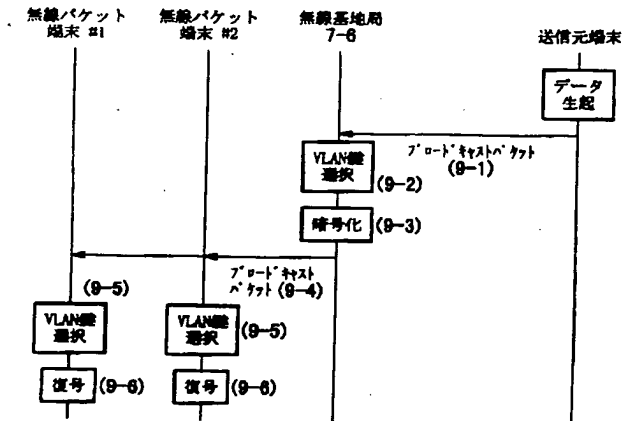 無線パケット
端末 #1
無線パケット
端末 #2
無線基地局
7-6
送信元端末
データ
生起
ブロードキャストパケット
(9-1)
VLAN鍵
選択
(9-2)
暗号化
(9-3)
ブロードキャスト
パケット (9-4)
(9-5)
VLAN鍵
選択
VLAN鍵
選択
(9-5)
復号
(9-6)
復号
(9-6)